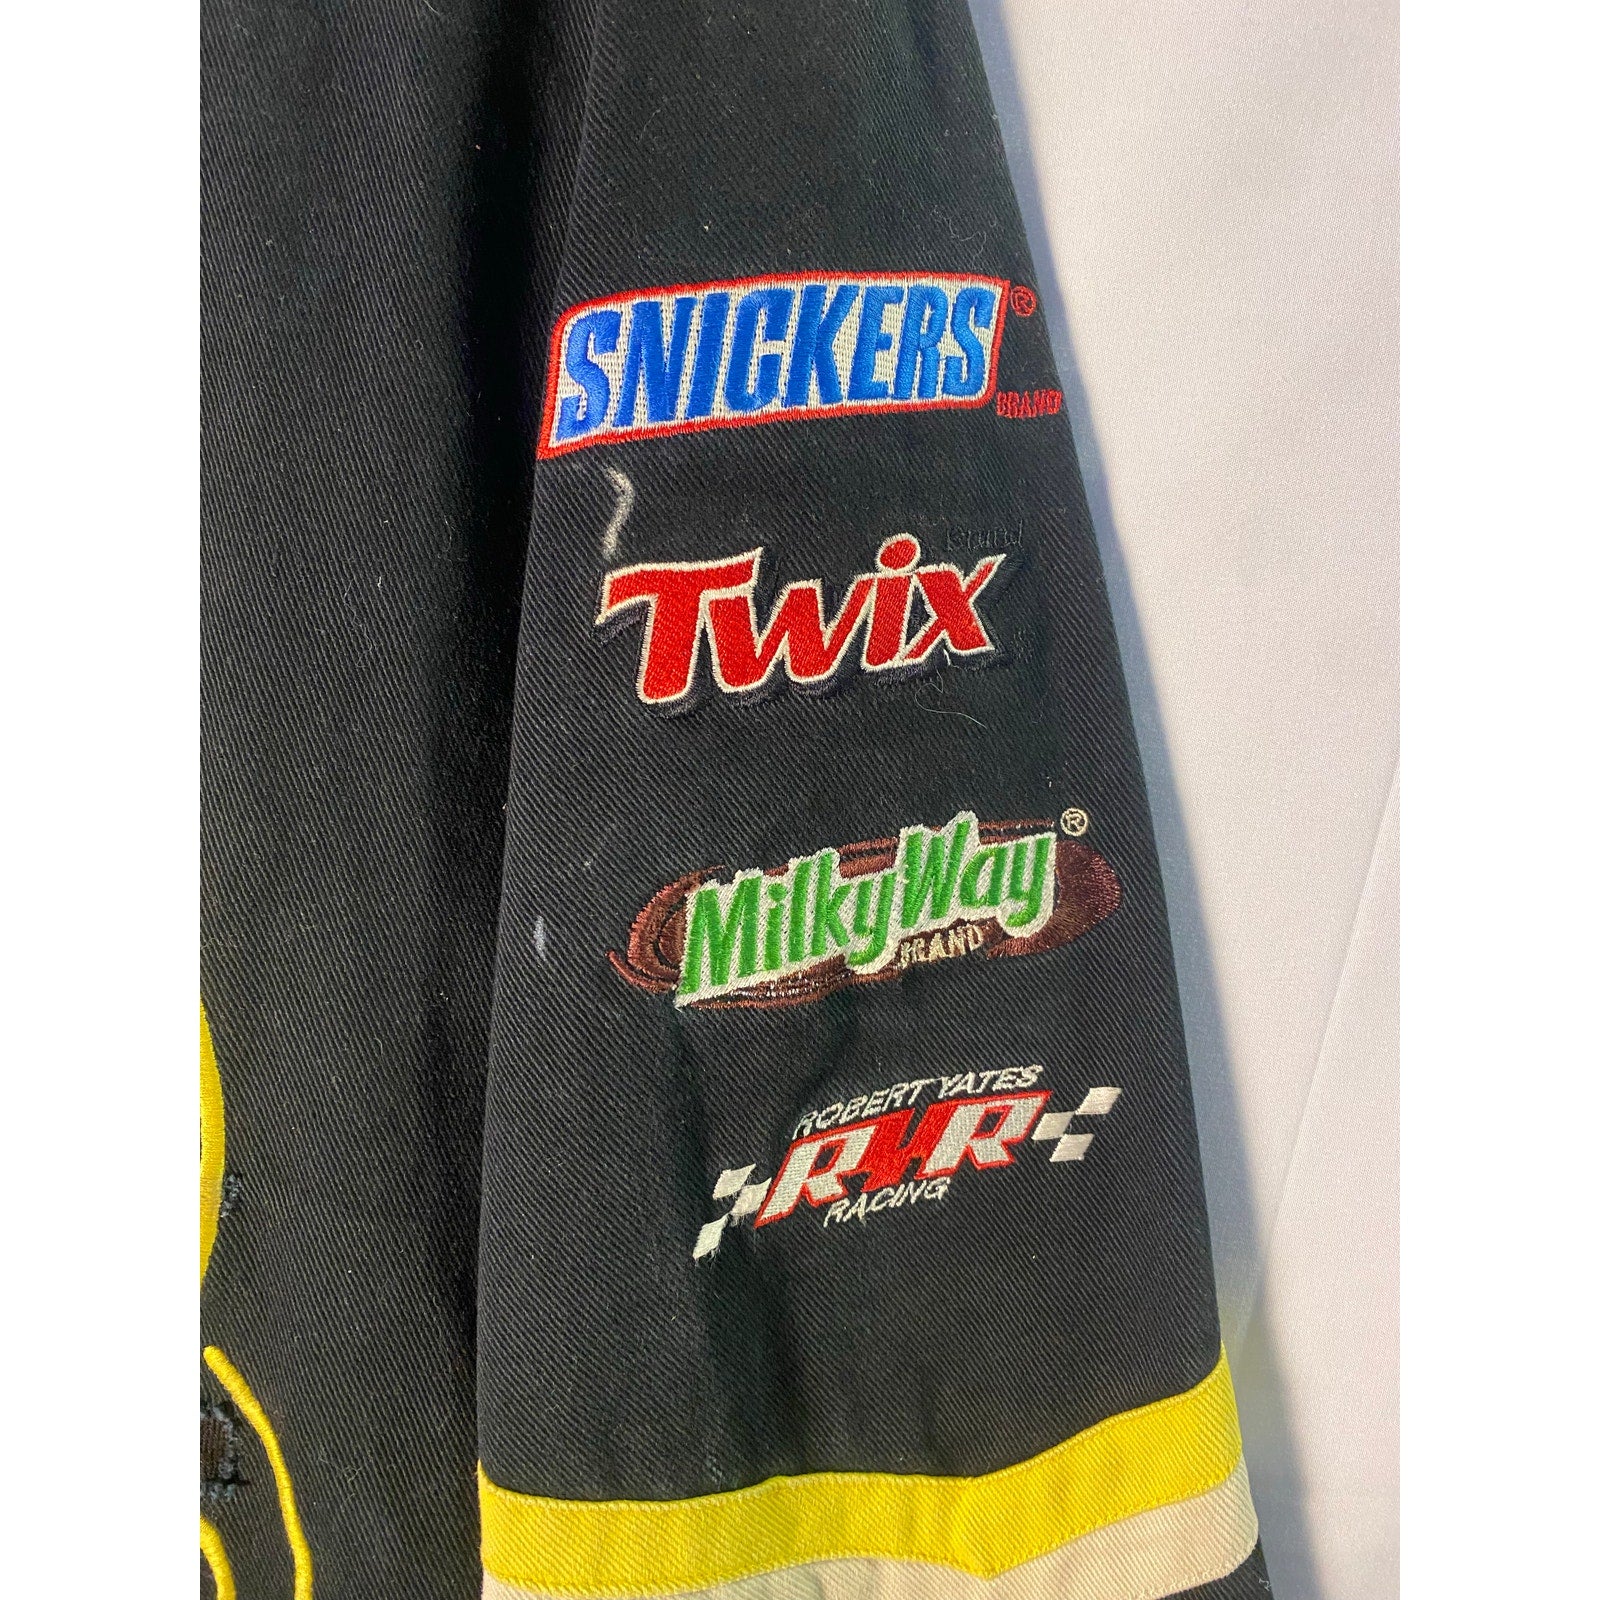 SNICKERS®
BRAND
Brand
Twix
MilkyWay®
BRAND
ROBERT YATES
RYR
RACING